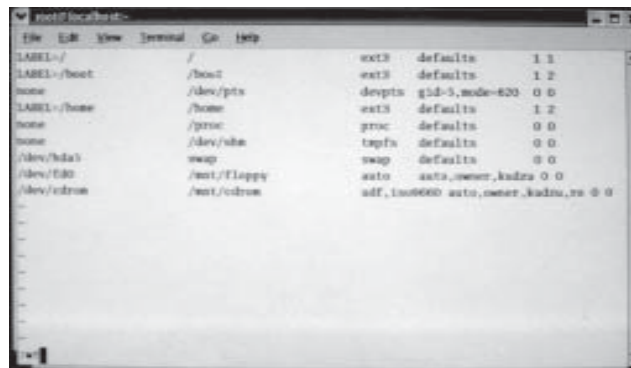 root@localhost:~
File Edit View Terminal Go Help
LABEL=/ / ext3 defaults 1 1
LABEL=/boot /boot ext3 defaults 1 2
none /dev/pts devpts gid=5,mode=620 0 0
LABEL=/home /home ext3 defaults 1 2
none /proc proc defaults 0 0
none /dev/shm tmpfs defaults 0 0
/dev/hda5 swap swap defaults 0 0
/dev/fd0 /mnt/floppy auto auto,owner,kudzu 0 0
/dev/cdrom /mnt/cdrom udf,iso9660 auto,owner,kudzu,ro 0 0
~
~
~
~
~
~
~
~